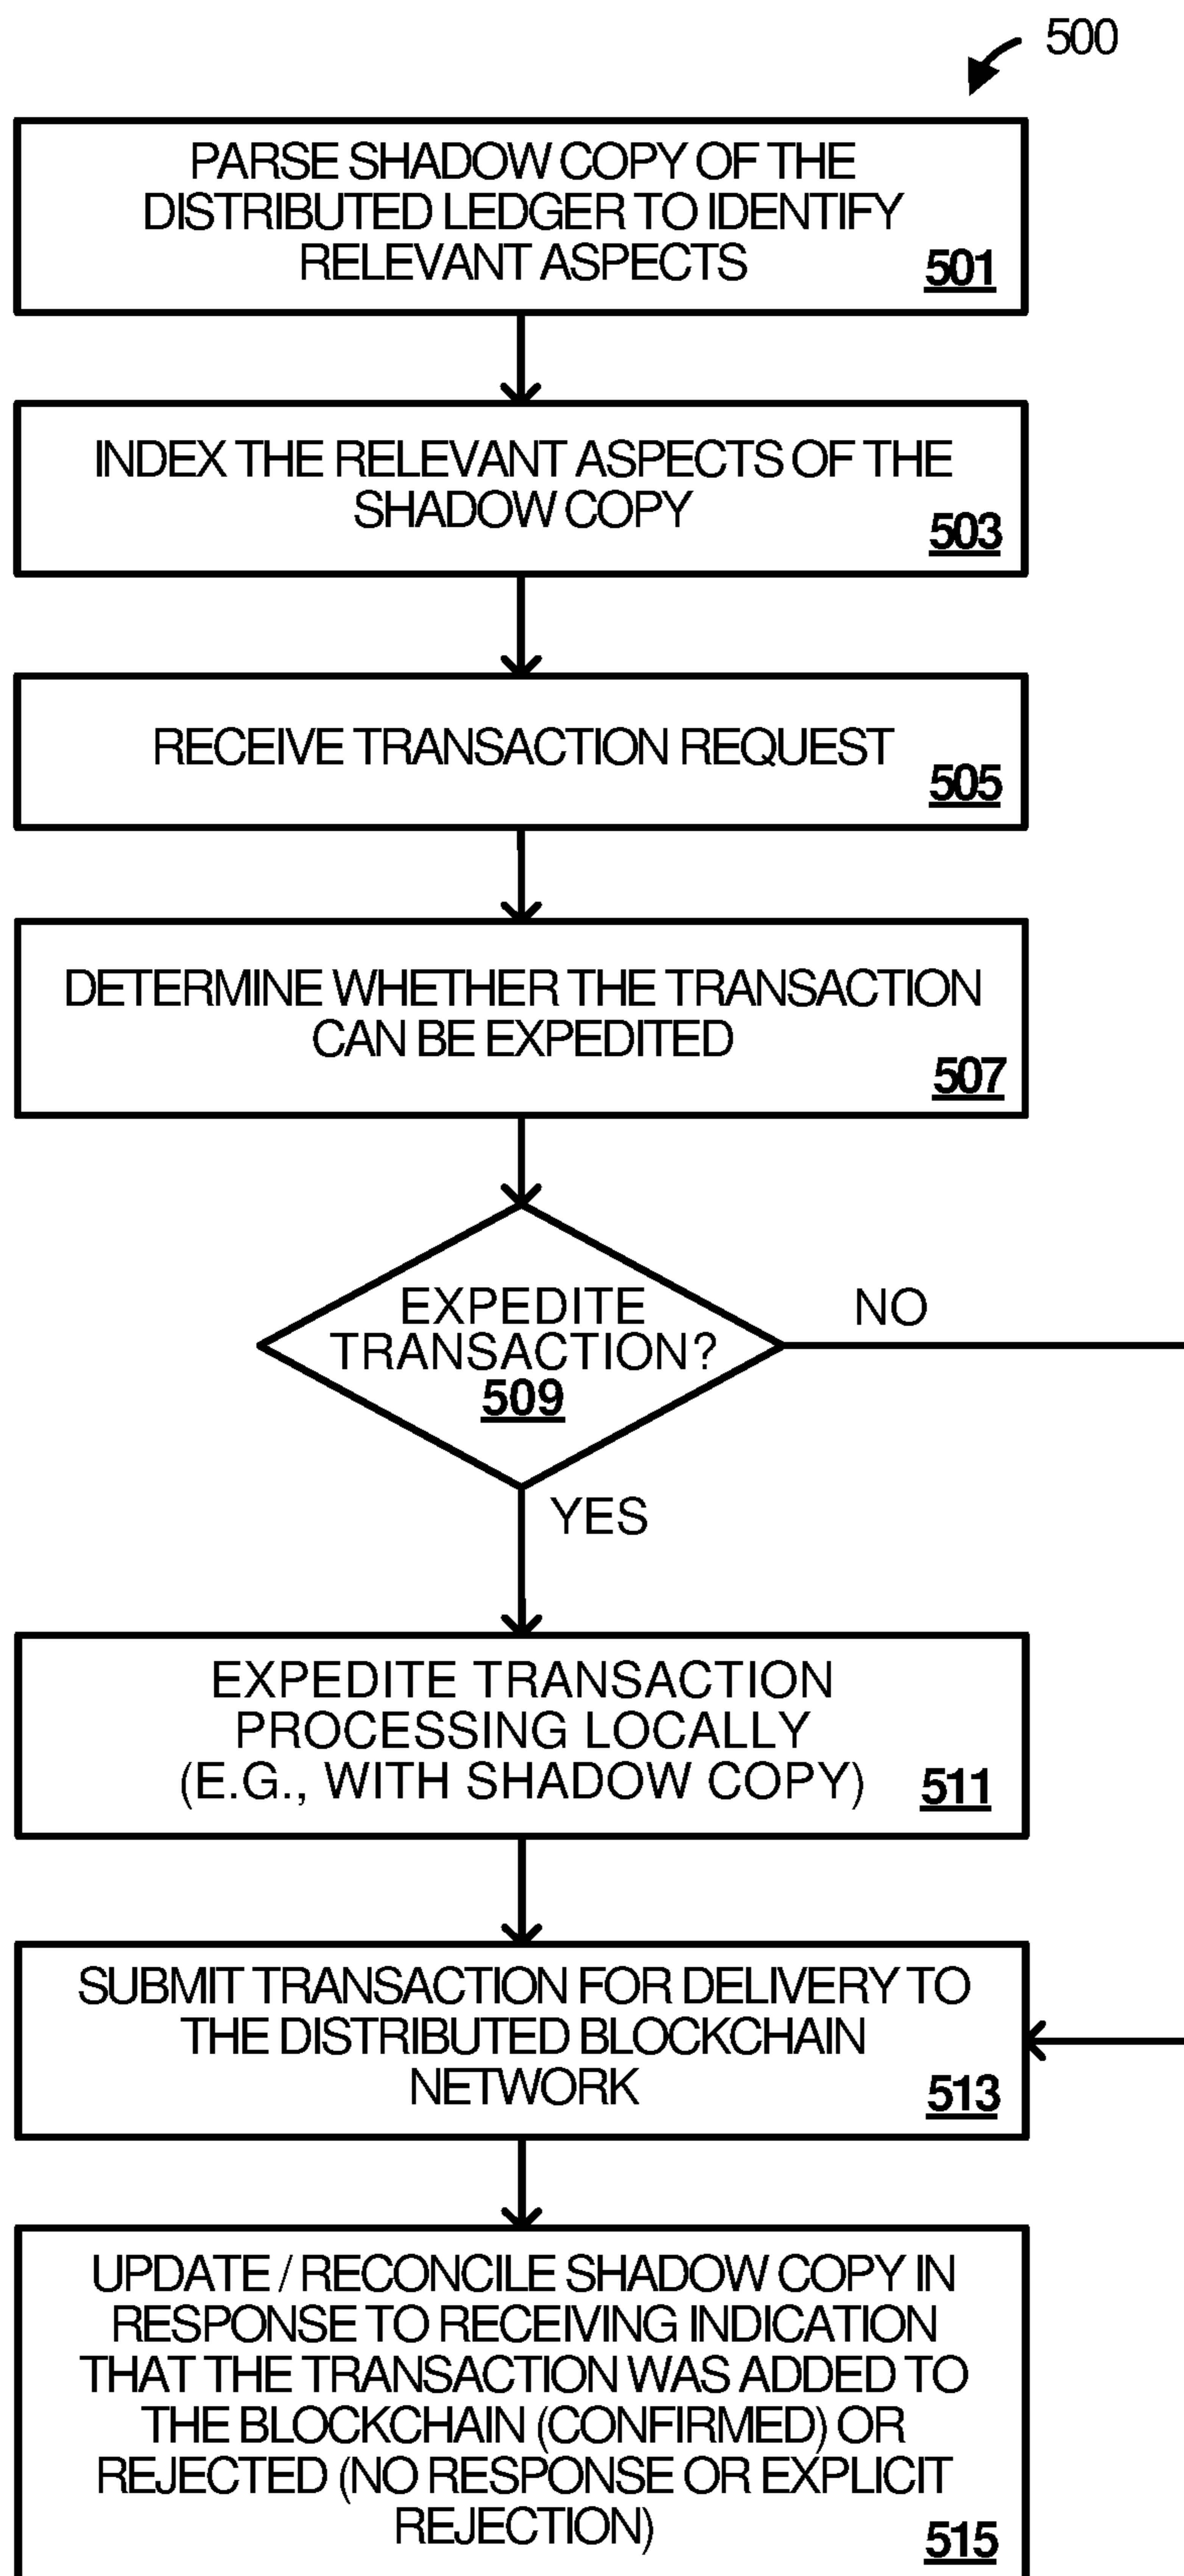 500
PARSE SHADOW COPY OF THE
DISTRIBUTED LEDGER TO IDENTIFY
RELEVANT ASPECTS
501
INDEX THE RELEVANT ASPECTS OF THE
SHADOW COPY
503
RECEIVE TRANSACTION REQUEST
505
DETERMINE WHETHER THE TRANSACTION
CAN BE EXPEDITED
507
EXPEDITE
TRANSACTION?
509
NO
YES
EXPEDITE TRANSACTION
PROCESSING LOCALLY
(E.G., WITH SHADOW COPY)
511
SUBMIT TRANSACTION FOR DELIVERY TO
THE DISTRIBUTED BLOCKCHAIN
NETWORK
513
UPDATE / RECONCILE SHADOW COPY IN
RESPONSE TO RECEIVING INDICATION
THAT THE TRANSACTION WAS ADDED TO
THE BLOCKCHAIN (CONFIRMED) OR
REJECTED (NO RESPONSE OR EXPLICIT
REJECTION)
515